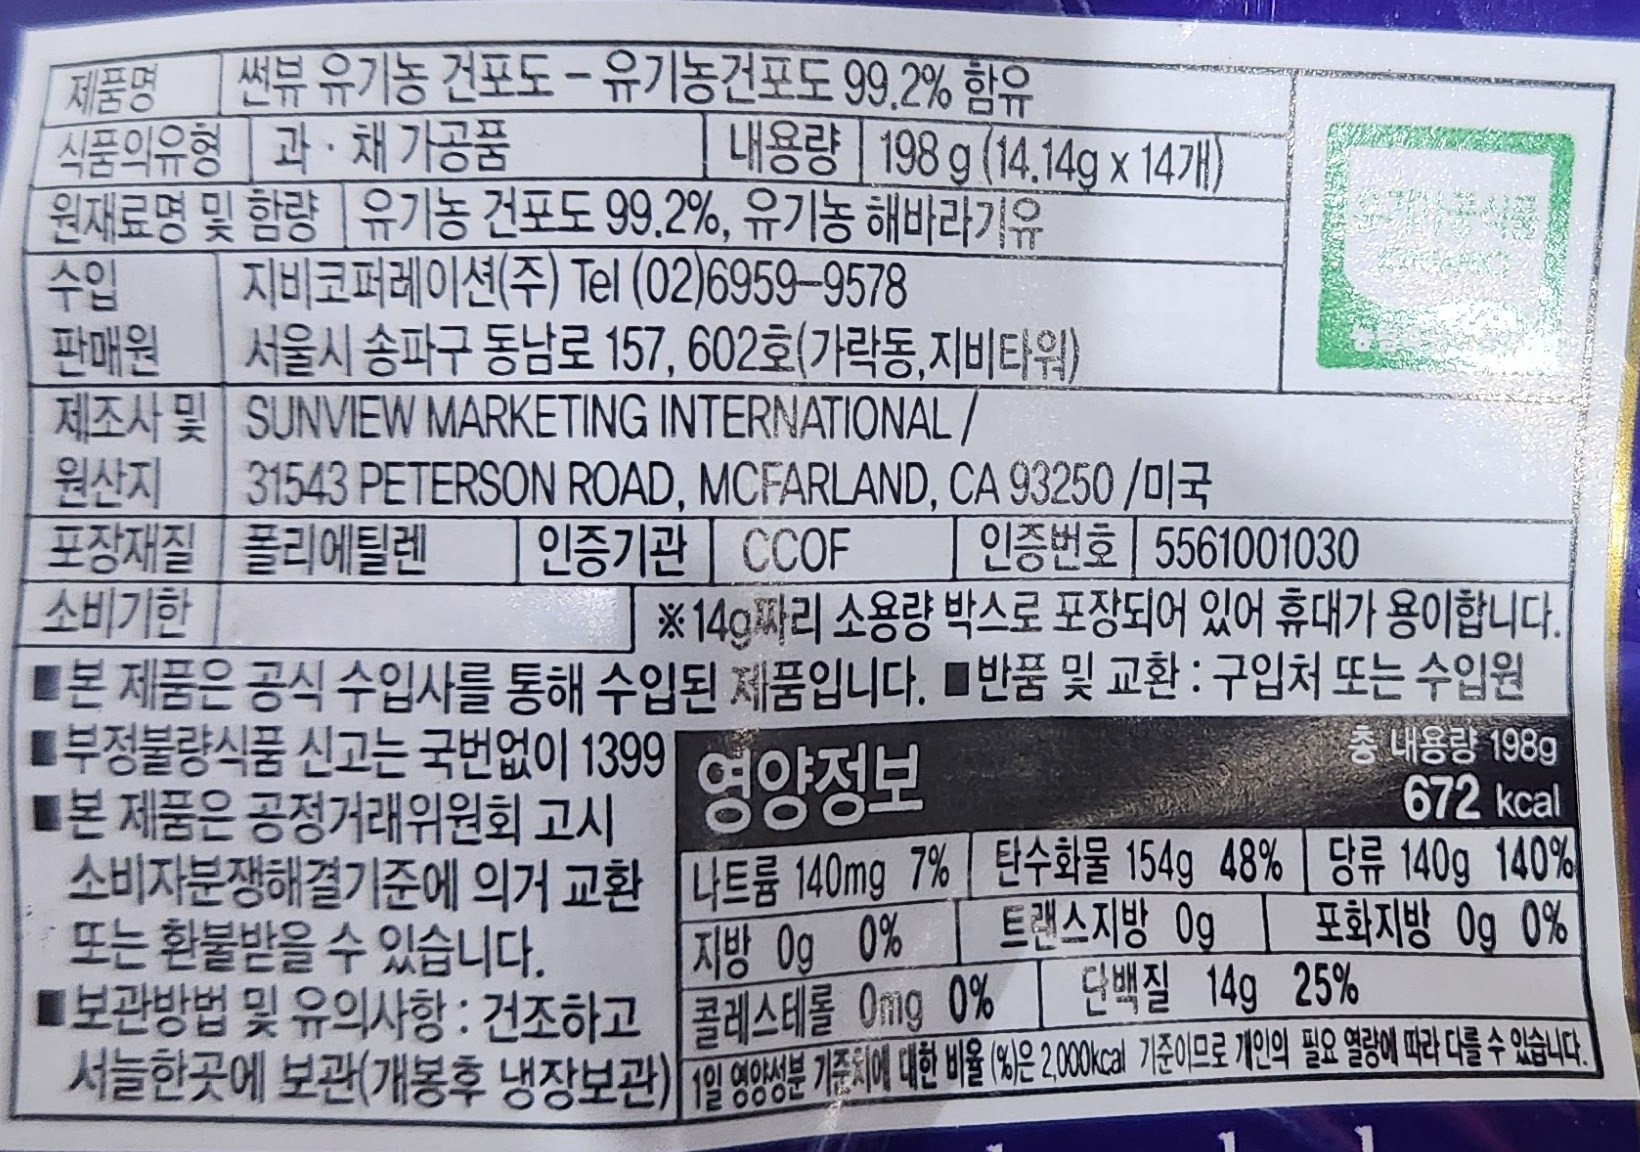 제품명 썬뷰 유기농 건포도 - 유기농건포도 99.2% 함유
식품의유형 과 · 채 가공품 내용량 198 g (14.14g x 14개)
원재료명 및 함량 유기농 건포도 99.2%, 유기농 해바라기유
수입 지비코퍼레이션(주) Tel (02)6959-9578
판매원 서울시 송파구 동남로 157, 602호(가락동,지비타워)
제조사 및 SUNVIEW MARKETING INTERNATIONAL /
원산지 31543 PETERSON ROAD, MCFARLAND, CA 93250 /미국
포장재질 폴리에틸렌 인증기관 CCOF 인증번호 5561001030
소비기한 ※14g짜리 소용량 박스로 포장되어 있어 휴대가 용이합니다.
■본 제품은 공식 수입사를 통해 수입된 제품입니다. ■반품 및 교환 : 구입처 또는 수입원
■부정불량식품 신고는 국번없이 1399
■본 제품은 공정거래위원회 고시
소비자분쟁해결기준에 의거 교환
또는 환불받을 수 있습니다.
■보관방법 및 유의사항 : 건조하고
서늘한곳에 보관(개봉후 냉장보관)
영양정보 총 내용량 198g
672 kcal
나트륨 140mg 7% 탄수화물 154g 48% 당류 140g 140%
지방 0g 0% 트랜스지방 0g 포화지방 0g 0%
콜레스테롤 0mg 0% 단백질 14g 25%
1일 영양성분 기준치에 대한 비율 (%)은 2,000kcal 기준이므로 개인의 필요 열량에 따라 다를 수 있습니다.